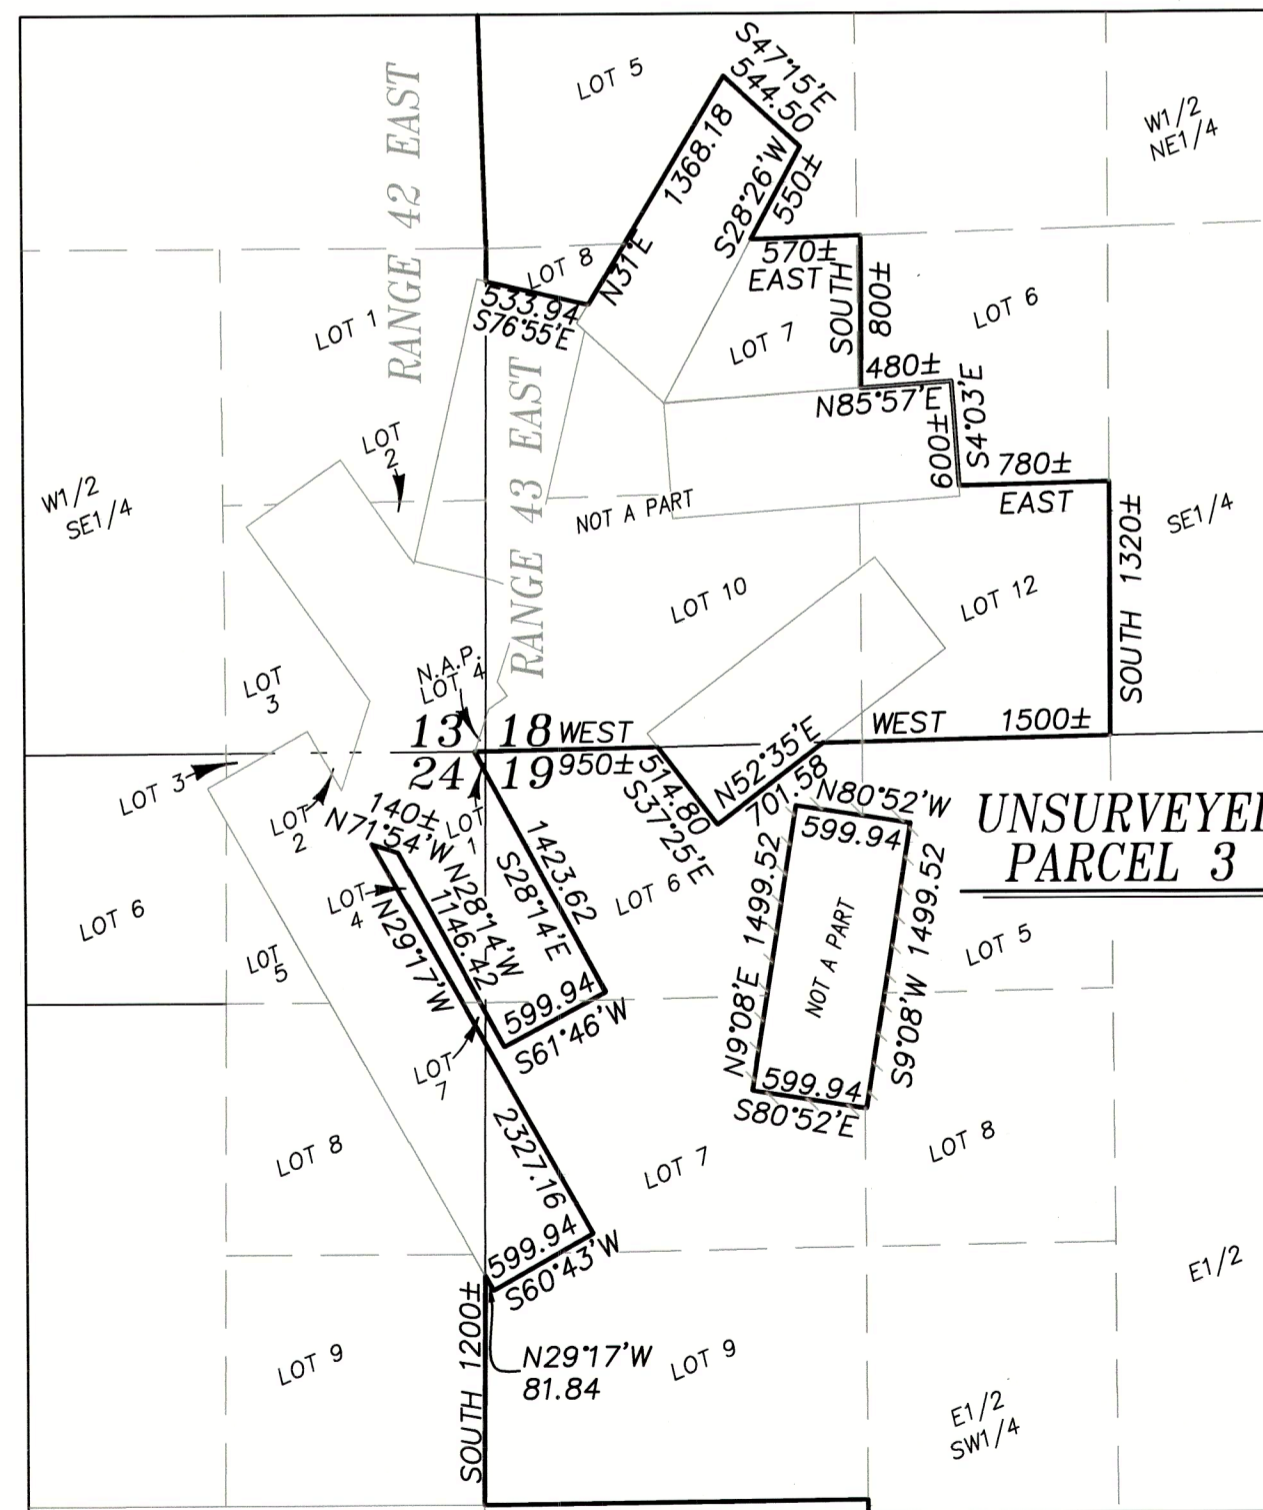 S47°15'E
544.50
LOT 5
RANGE 42 EAST
1368.18
W1/2
NE1/4
S28°26'W
550±
LOT 8
N31°E
570±
EAST
SOUTH
800±
533.94
S76°55'E
LOT 1
LOT 7
LOT 6
480±
N85°57'E
S4°03'E
600±
RANGE 43 EAST
LOT
2
780±
EAST
W1/2
SE1/4
NOT A PART
SE1/4
SOUTH 1320±
LOT 10
LOT 12
N.A.P.
LOT 4
LOT
3
13
18
WEST
WEST
1500±
24
19
950±
514.80
S37°25'E
N52°35'E
701.58
LOT 3
LOT
2
140±
N71°54'W
LOT
1
N80°52'W
599.94
UNSURVEYE
PARCEL 3
1423.62
S28°14'E
N28°14'W
1146.42
LOT 6
LOT 6
LOT
4
N29°17'W
LOT
5
N9°08'E 1499.52
NOT A PART
S9°08'W 1499.52
LOT 5
599.94
S61°46'W
LOT
7
599.94
S80°52'E
2327.16
LOT 8
LOT 7
LOT 8
599.94
S60°43'W
E1/2
SOUTH 1200±
LOT 9
N29°17'W
81.84
LOT 9
E1/2
SW1/4